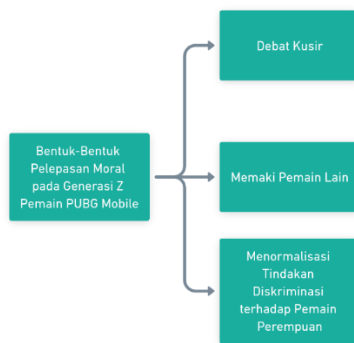 Debat Kusir
Bentuk-Bentuk
Pelepasan Moral
pada Generasi Z
Pemain PUBG Mobile
Memaki Pemain Lain
Menormalisasi
Tindakan
Diskriminasi
terhadap Pemain
Perempuan